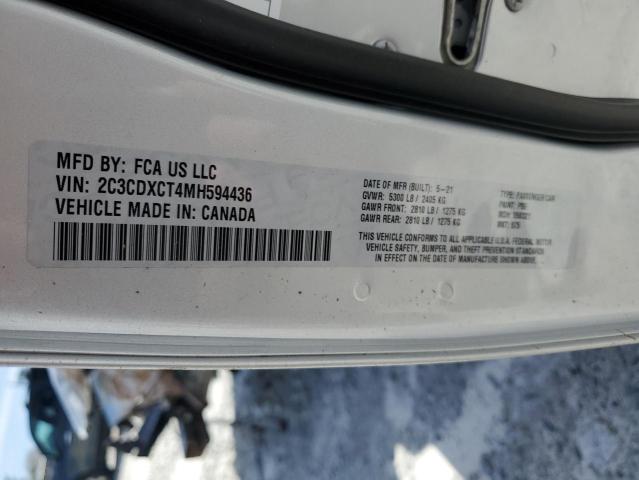 MFD BY: FCA US LLC
VIN: 2C3CDXCT4MH594436
VEHICLE MADE IN: CANADA
DATE OF MFR (BUILT): 5-21
GVWR: 5300 LB / 2405 KG
GAWR FRONT: 2810 LB / 1275 KG
GAWR REAR: 2810 LB / 1275 KG
TYPE: PASSENGER CAR
PAINT:
MDH:
MKT:
THIS VEHICLE CONFORMS TO ALL APPLICABLE U.S.A. FEDERAL MOTOR
VEHICLE SAFETY, BUMPER, AND THEFT PREVENTION STANDARDS
IN EFFECT ON THE DATE OF MANUFACTURE SHOWN ABOVE.